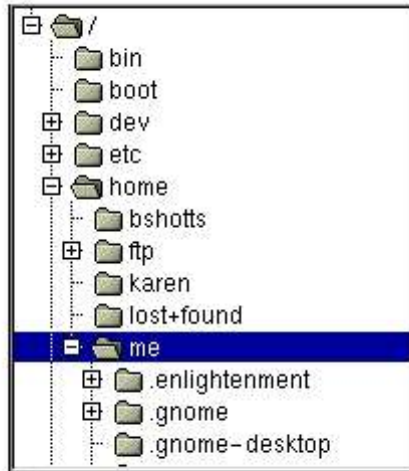 /
bin
boot
dev
etc
home
bshotts
ftp
karen
lost+found
me
.enlightenment
.gnome
.gnome-desktop